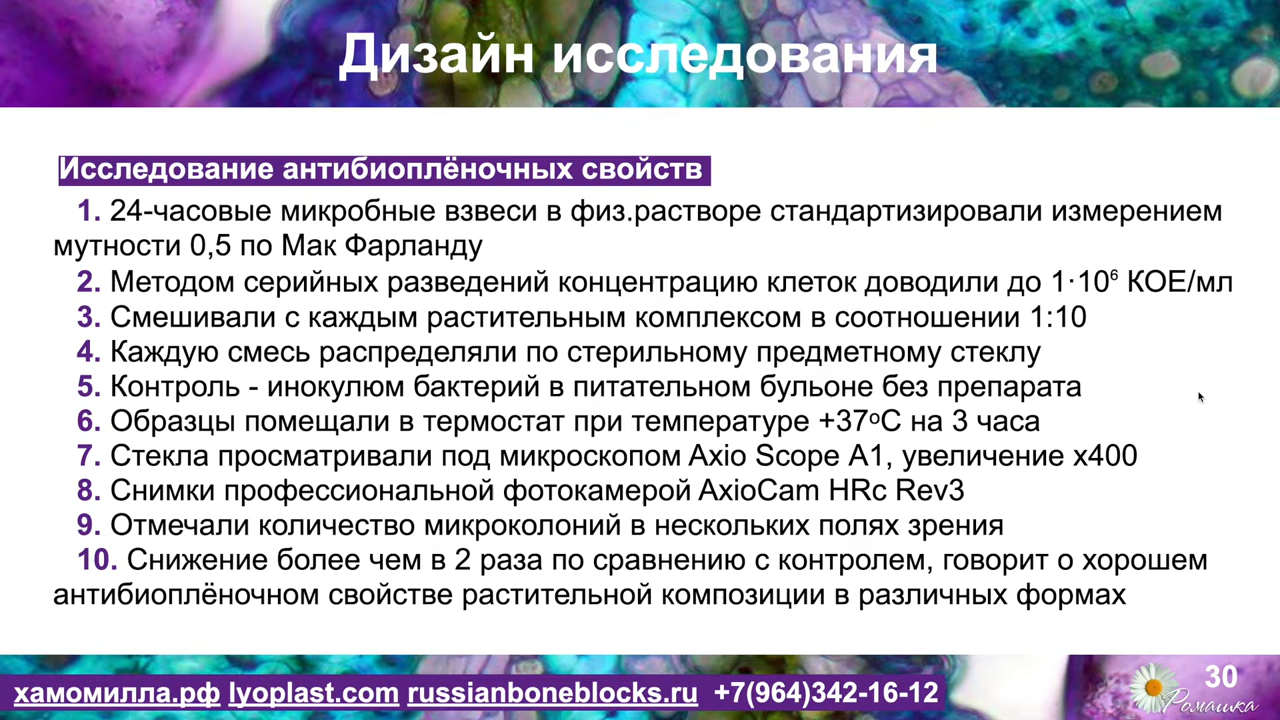 Дизайн исследования
Исследование антибиоплёночных свойств
1. 24-часовые микробные взвеси в физ.растворе стандартизировали измерением
мутности 0,5 по Мак Фарланду
2. Методом серийных разведений концентрацию клеток доводили до 1·10⁶ КОЕ/мл
3. Смешивали с каждым растительным комплексом в соотношении 1:10
4. Каждую смесь распределяли по стерильному предметному стеклу
5. Контроль - инокулюм бактерий в питательном бульоне без препарата
6. Образцы помещали в термостат при температуре +37ᵒС на 3 часа
7. Стекла просматривали под микроскопом Axio Scope A1, увеличение х400
8. Снимки профессиональной фотокамерой AxioCam HRc Rev3
9. Отмечали количество микроколоний в нескольких полях зрения
10. Снижение более чем в 2 раза по сравнению с контролем, говорит о хорошем
антибиоплёночном свойстве растительной композиции в различных формах
хамомилла.рф lyoplast.com russianboneblocks.ru +7(964)342-16-12
30
Ромашка